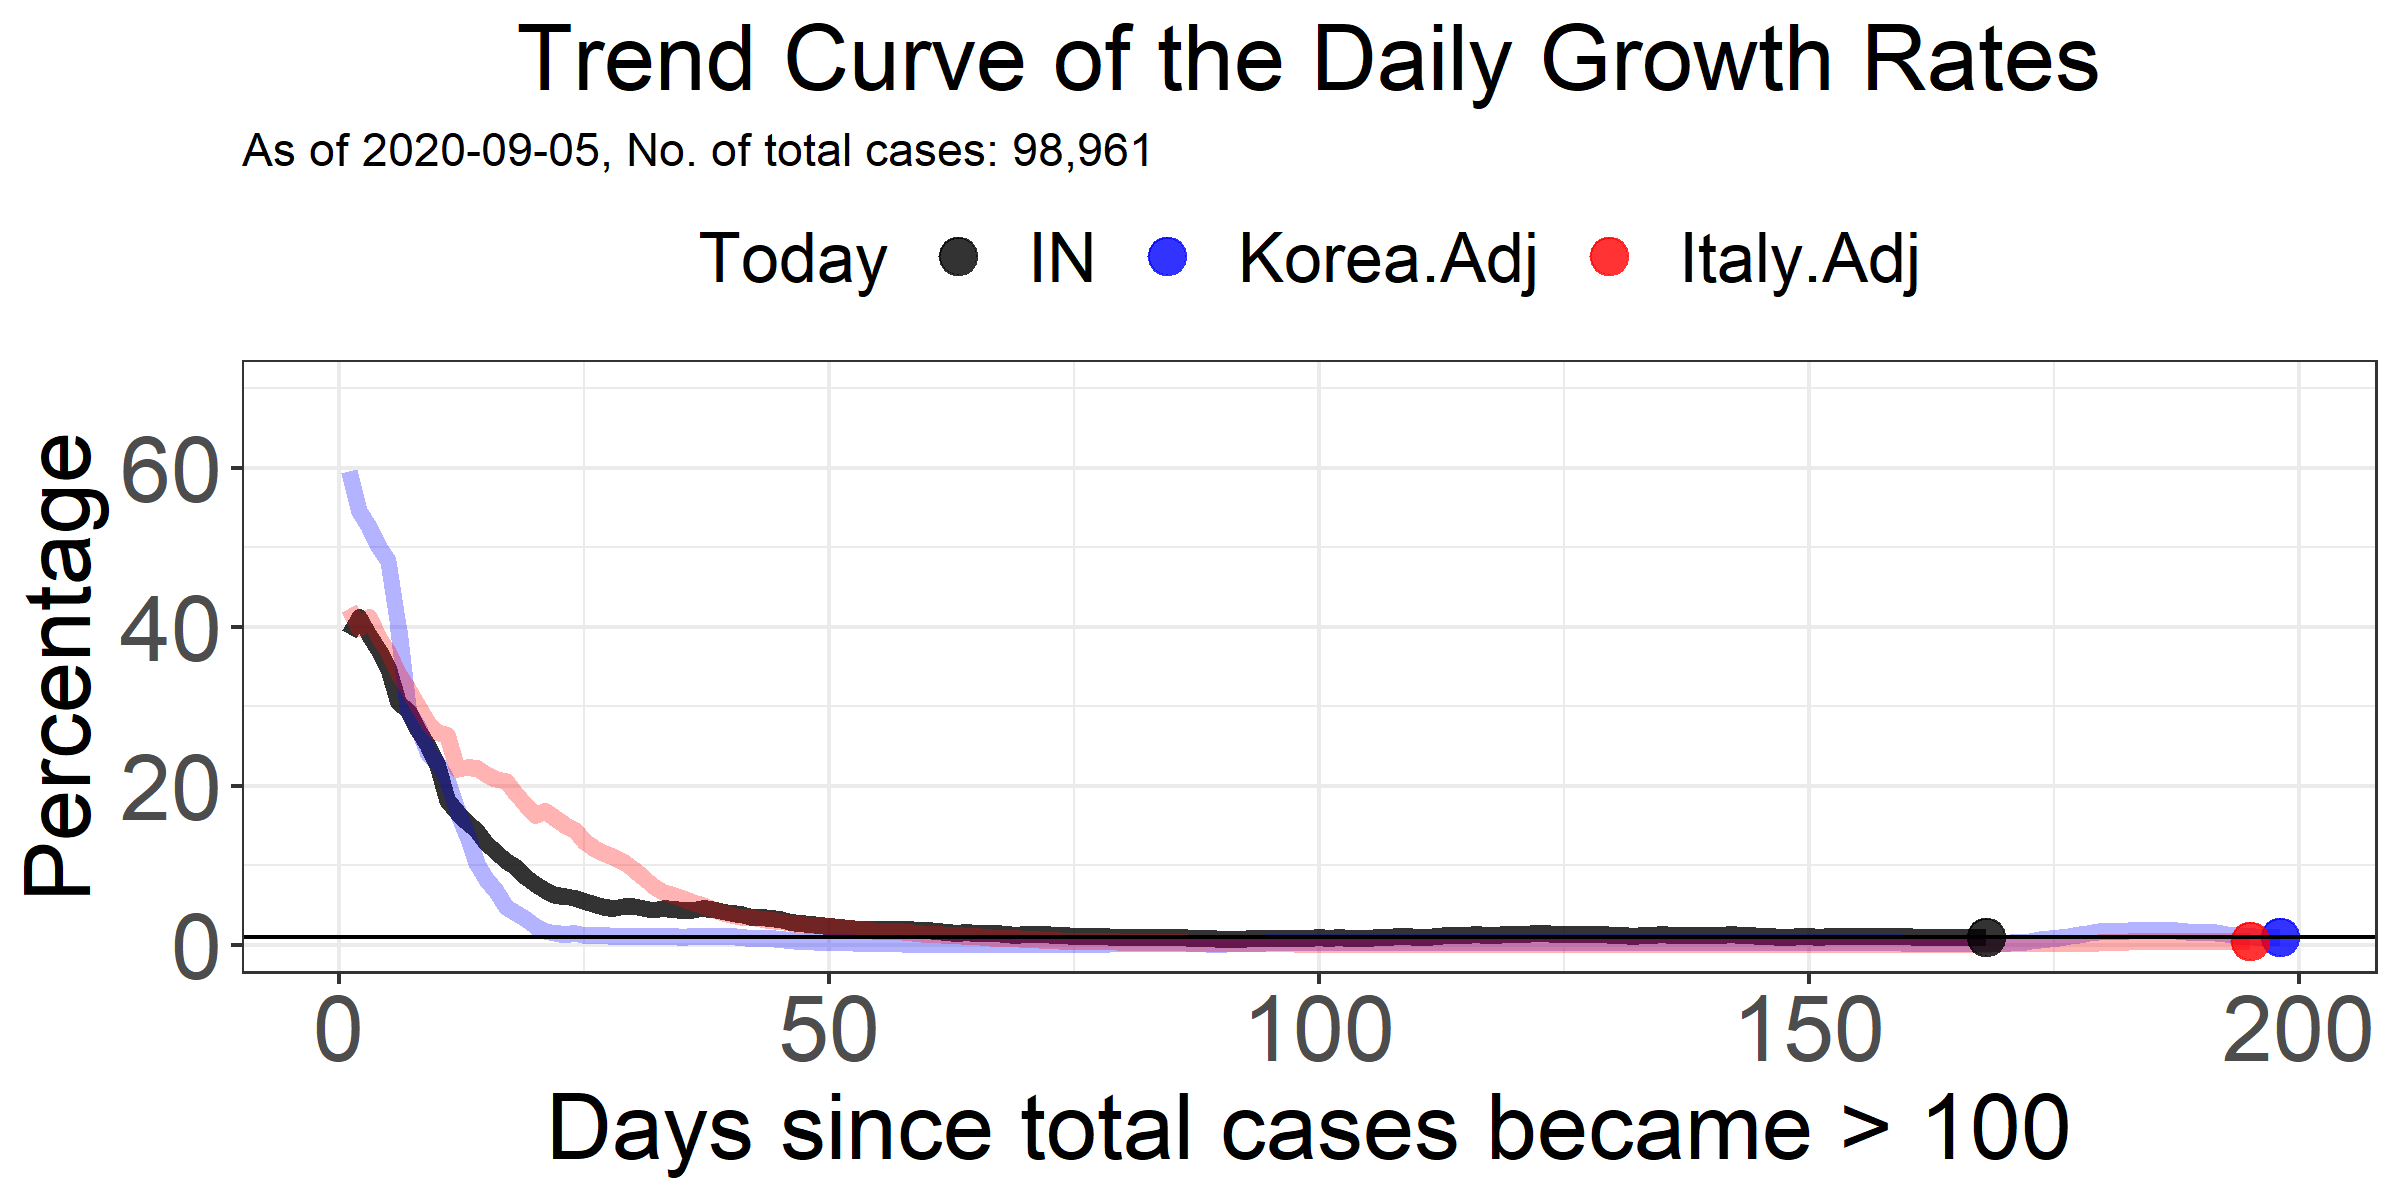 Trend Curve of the Daily Growth Rates
As of 2020-09-05, No. of total cases: 98,961
Today IN Korea.Adj Italy.Adj
Percentage
60
40
20
0
0 50 100 150 200
Days since total cases became > 100